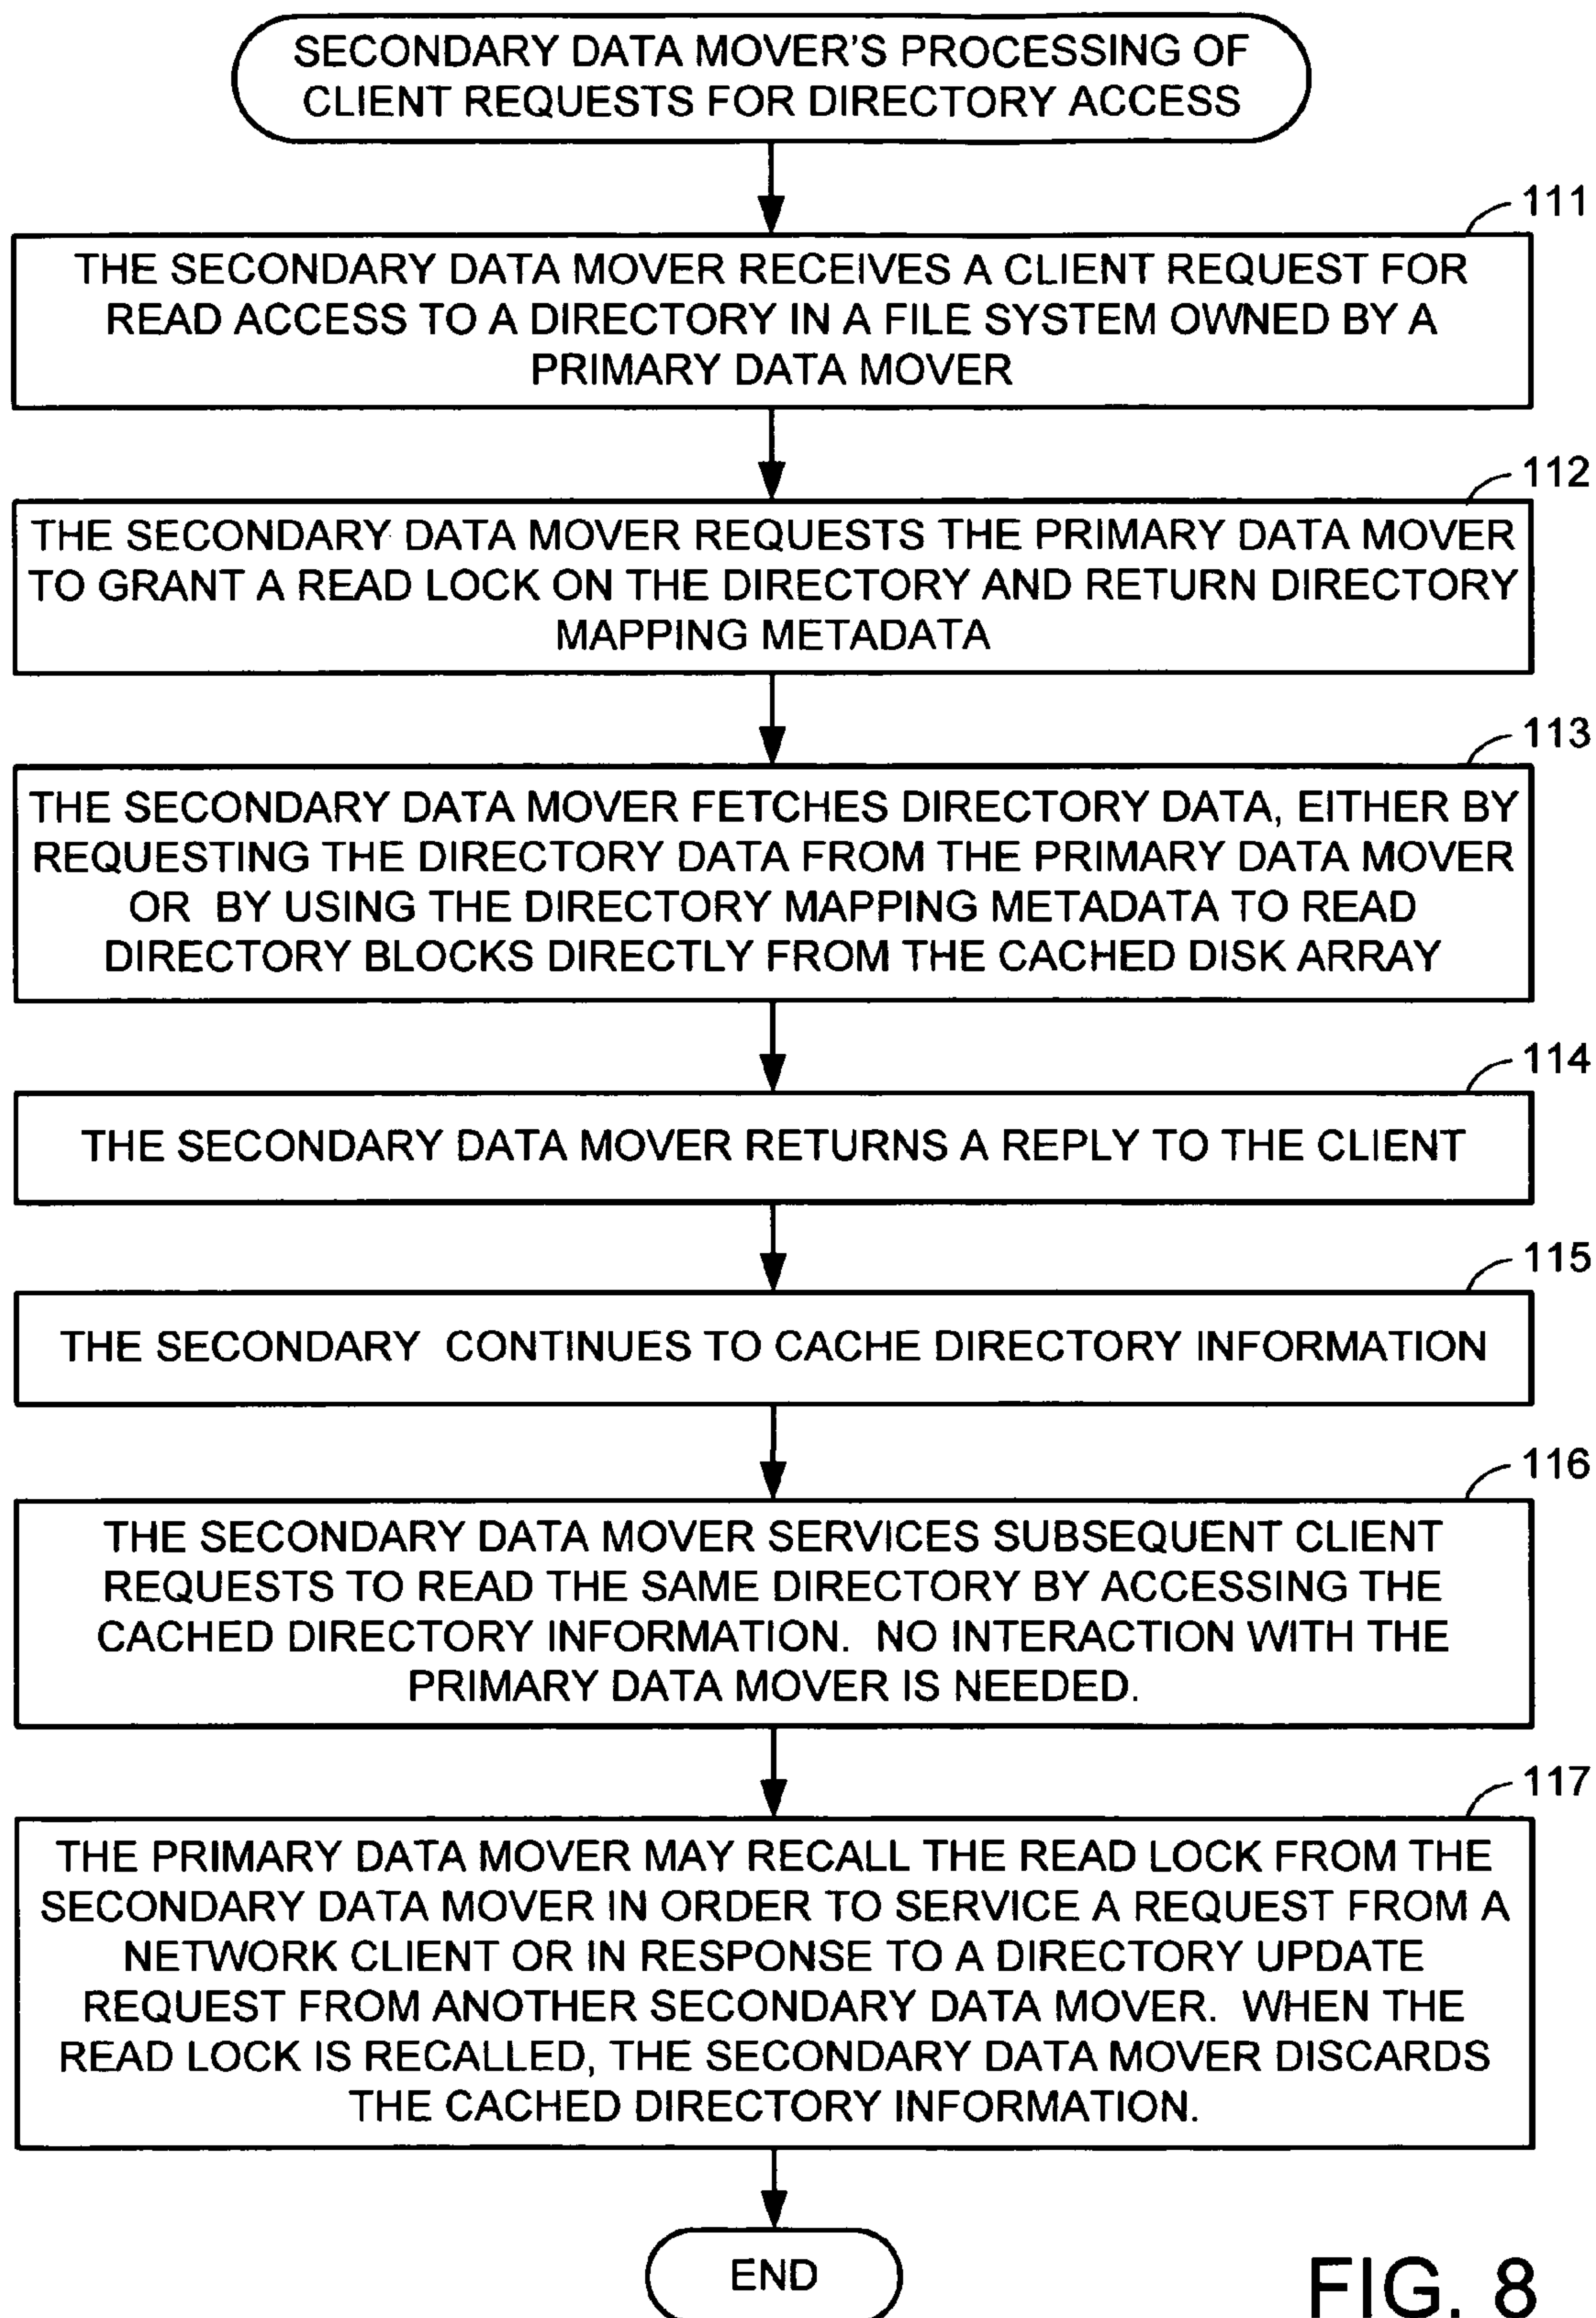 SECONDARY DATA MOVER'S PROCESSING OF
CLIENT REQUESTS FOR DIRECTORY ACCESS
111
THE SECONDARY DATA MOVER RECEIVES A CLIENT REQUEST FOR
READ ACCESS TO A DIRECTORY IN A FILE SYSTEM OWNED BY A
PRIMARY DATA MOVER
112
THE SECONDARY DATA MOVER REQUESTS THE PRIMARY DATA MOVER
TO GRANT A READ LOCK ON THE DIRECTORY AND RETURN DIRECTORY
MAPPING METADATA
113
THE SECONDARY DATA MOVER FETCHES DIRECTORY DATA, EITHER BY
REQUESTING THE DIRECTORY DATA FROM THE PRIMARY DATA MOVER
OR BY USING THE DIRECTORY MAPPING METADATA TO READ
DIRECTORY BLOCKS DIRECTLY FROM THE CACHED DISK ARRAY
114
THE SECONDARY DATA MOVER RETURNS A REPLY TO THE CLIENT
115
THE SECONDARY CONTINUES TO CACHE DIRECTORY INFORMATION
116
THE SECONDARY DATA MOVER SERVICES SUBSEQUENT CLIENT
REQUESTS TO READ THE SAME DIRECTORY BY ACCESSING THE
CACHED DIRECTORY INFORMATION. NO INTERACTION WITH THE
PRIMARY DATA MOVER IS NEEDED.
117
THE PRIMARY DATA MOVER MAY RECALL THE READ LOCK FROM THE
SECONDARY DATA MOVER IN ORDER TO SERVICE A REQUEST FROM A
NETWORK CLIENT OR IN RESPONSE TO A DIRECTORY UPDATE
REQUEST FROM ANOTHER SECONDARY DATA MOVER. WHEN THE
READ LOCK IS RECALLED, THE SECONDARY DATA MOVER DISCARDS
THE CACHED DIRECTORY INFORMATION.
END
FIG. 8